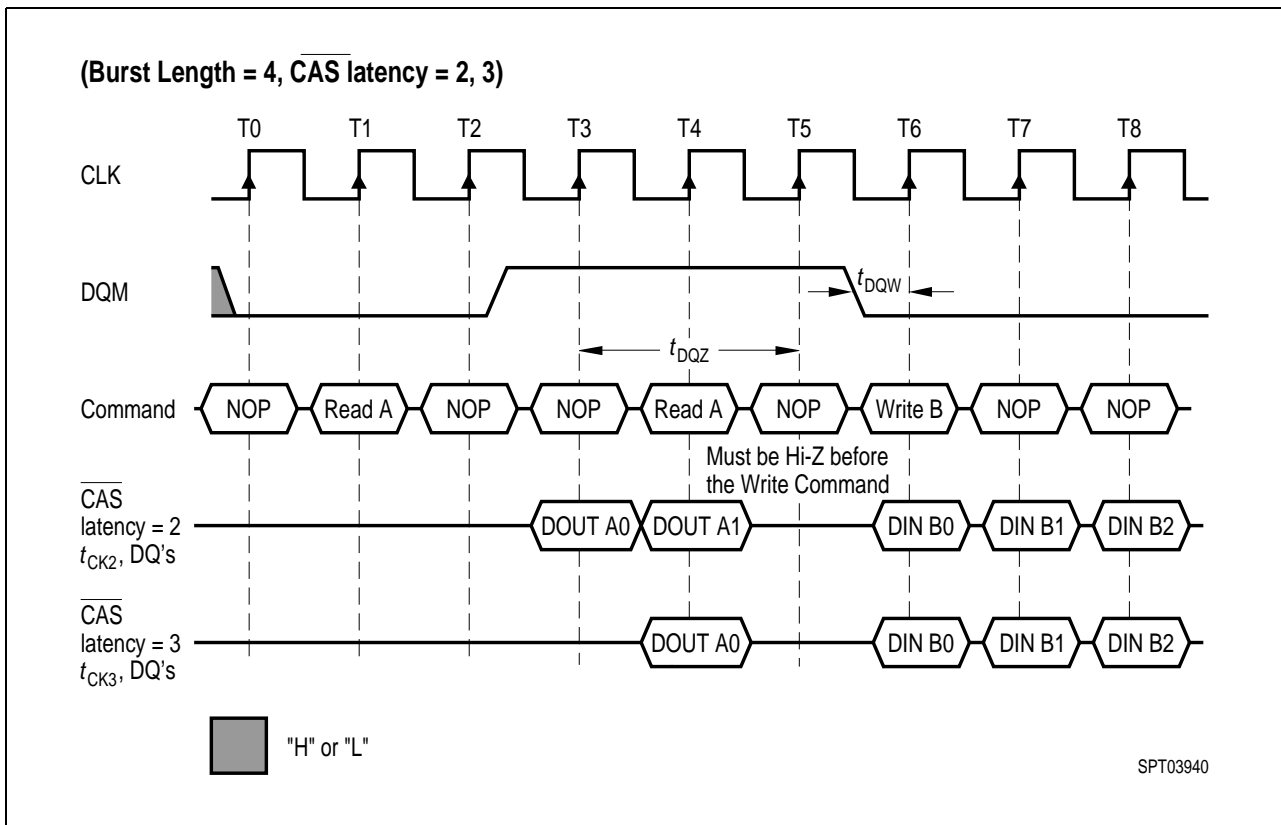 (Burst Length = 4, CAS latency = 2, 3)
T0 T1 T2 T3 T4 T5 T6 T7 T8
CLK
DQM
tDQW
tDQZ
Command NOP Read A NOP NOP Read A NOP Write B NOP NOP
Must be Hi-Z before
the Write Command
CAS
latency = 2
tCK2, DQ's
DOUT A0 DOUT A1 DIN B0 DIN B1 DIN B2
CAS
latency = 3
tCK3, DQ's
DOUT A0 DIN B0 DIN B1 DIN B2
"H" or "L"
SPT03940